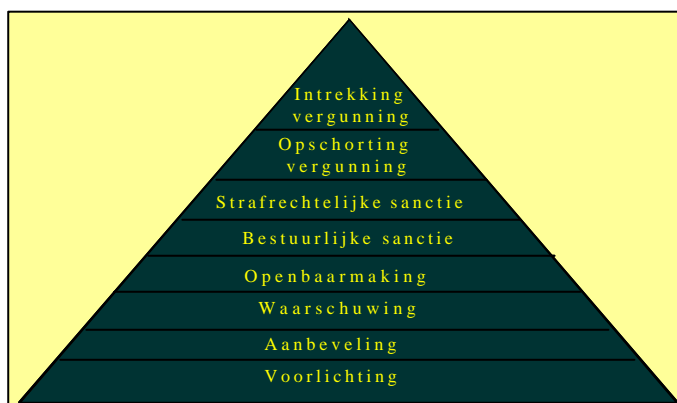 Intrekking
vergunning
Opschorting
vergunning
Strafrechtelijke sanctie
Bestuurlijke sanctie
Openbaarmaking
Waarschuwing
Aanbeveling
Voorlichting